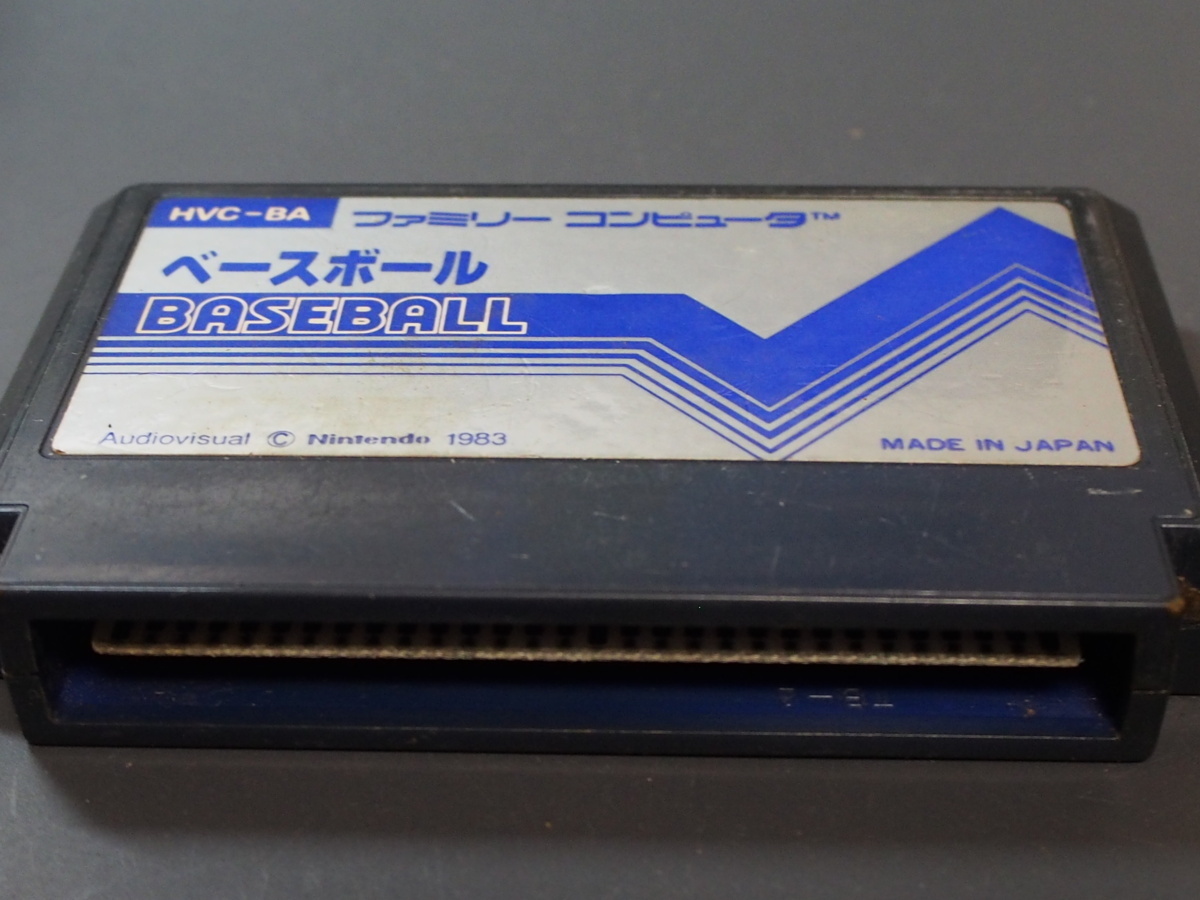 HVC-BA
ファミリー コンピュータ™
ベースボール
BASEBALL
Audiovisual © Nintendo 1983
MADE IN JAPAN